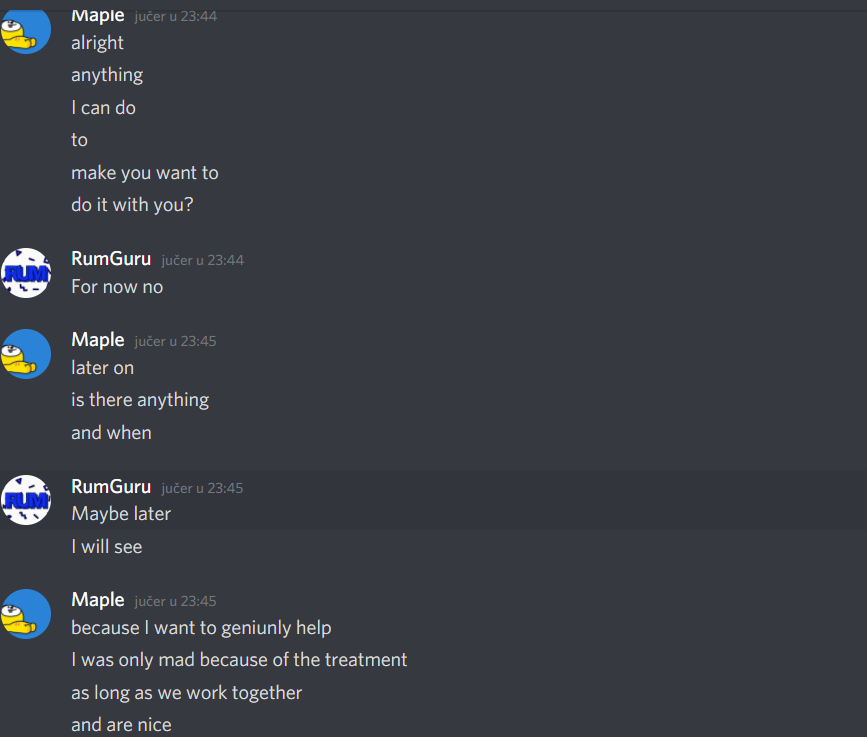 Maple jučer u 23:44
alright
anything
I can do
to
make you want to
do it with you?
RUM
RumGuru jučer u 23:44
For now no
Maple jučer u 23:45
later on
is there anything
and when
RUM
RumGuru jučer u 23:45
Maybe later
I will see
Maple jučer u 23:45
because I want to geniunly help
I was only mad because of the treatment
as long as we work together
and are nice